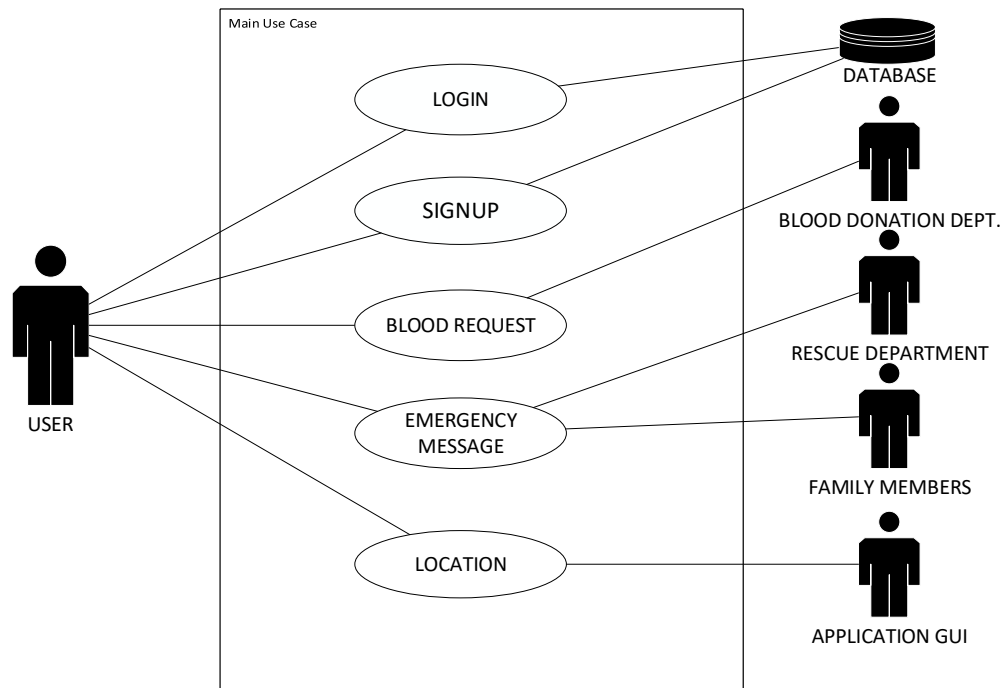 Main Use Case
LOGIN
SIGNUP
BLOOD REQUEST
EMERGENCY
MESSAGE
LOCATION
USER
DATABASE
BLOOD DONATION DEPT.
RESCUE DEPARTMENT
FAMILY MEMBERS
APPLICATION GUI